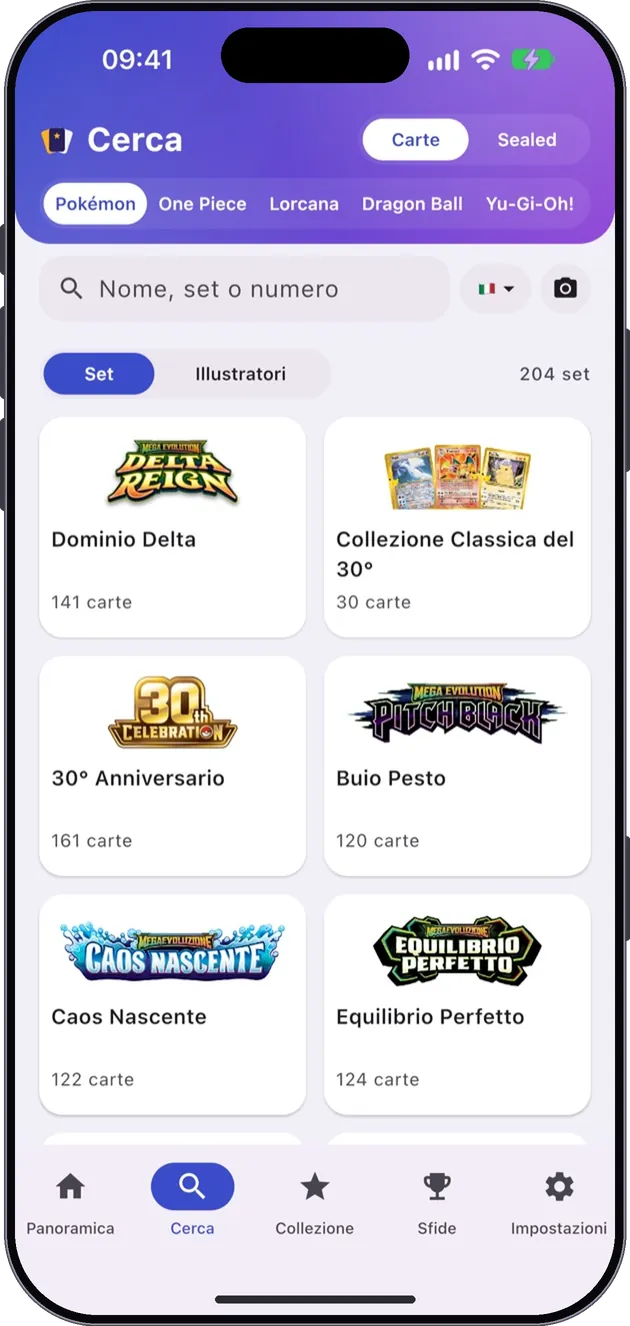 09:41
Cerca
Carte
Sealed
Pokémon
One Piece
Lorcana
Dragon Ball
Yu-Gi-Oh!
Nome, set o numero
Set
Illustratori
204 set
MEGA EVOLUTION
DELTA
REIGN
Dominio Delta
141 carte
Collezione Classica del
30°
30 carte
30th
CELEBRATION
30° Anniversario
161 carte
MEGA EVOLUTION
PITCH BLACK
Buio Pesto
120 carte
MEGAEVOLUZIONE
CAOS NASCENTE
Caos Nascente
122 carte
MEGAEVOLUZIONE
EQUILIBRIO
PERFETTO
Equilibrio Perfetto
124 carte
Panoramica
Cerca
Collezione
Sfide
Impostazioni